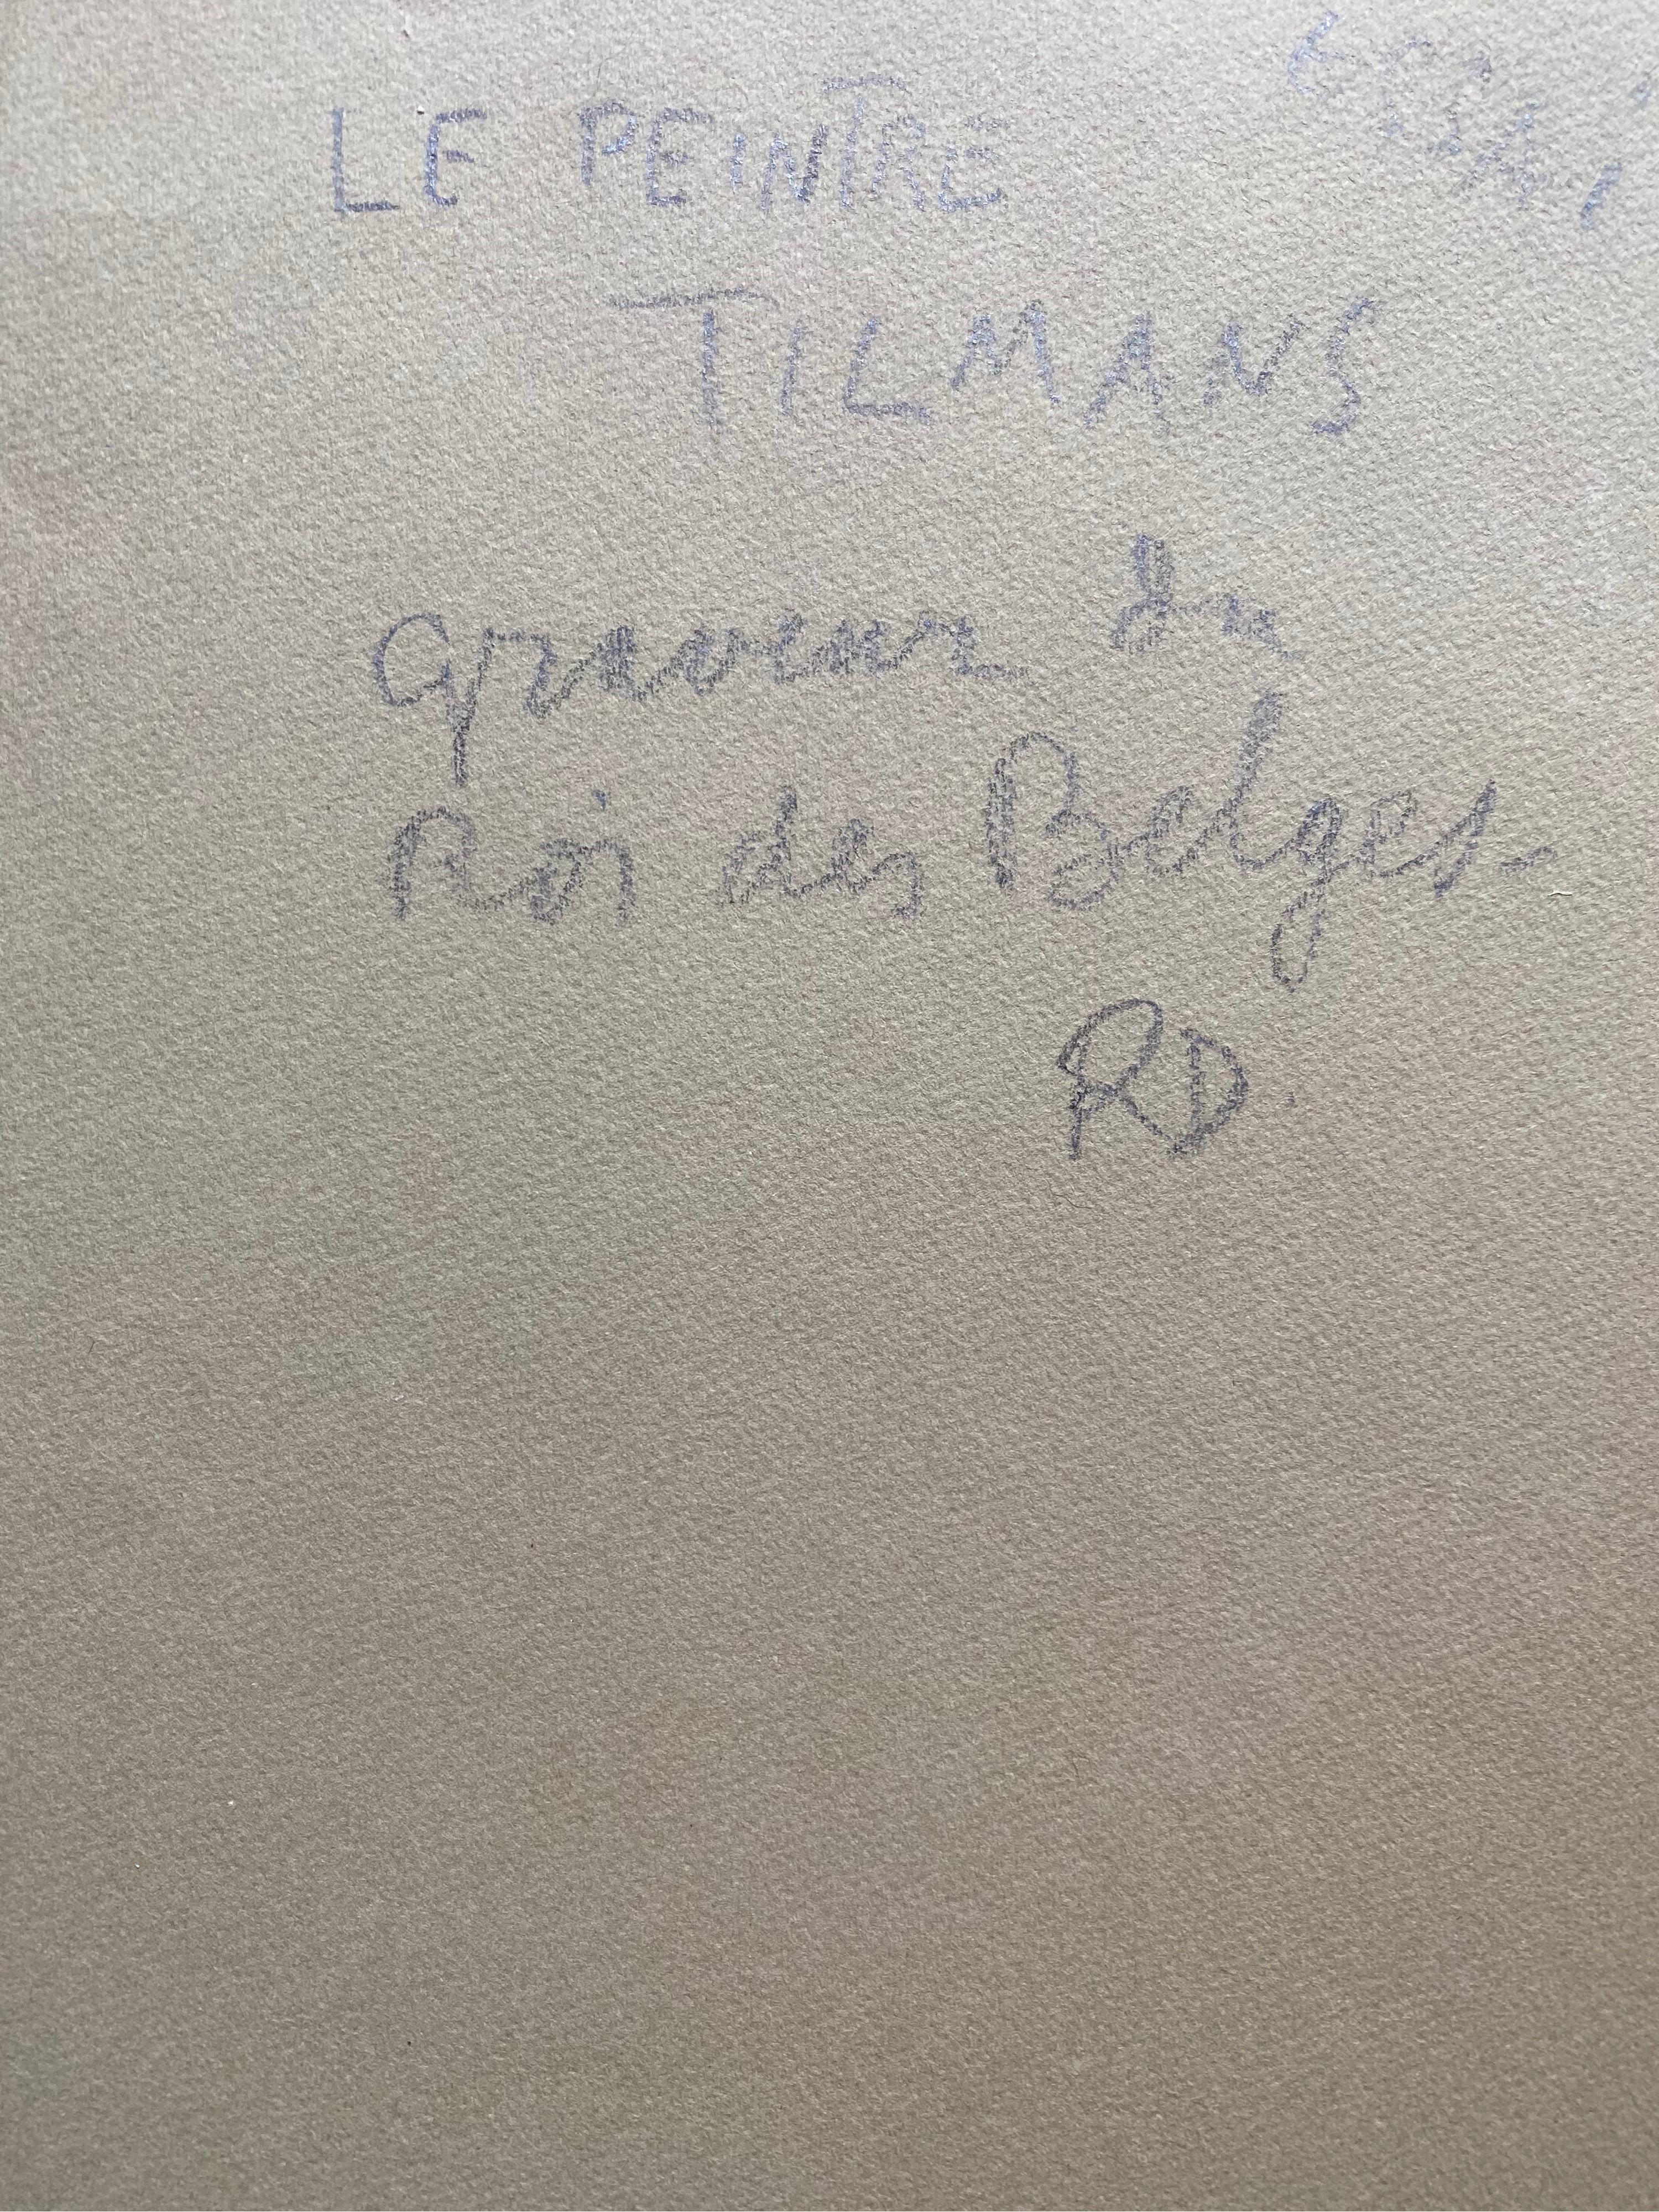 LE PEINTRE
TILMANS
graveur du
Roi des Belges
RD